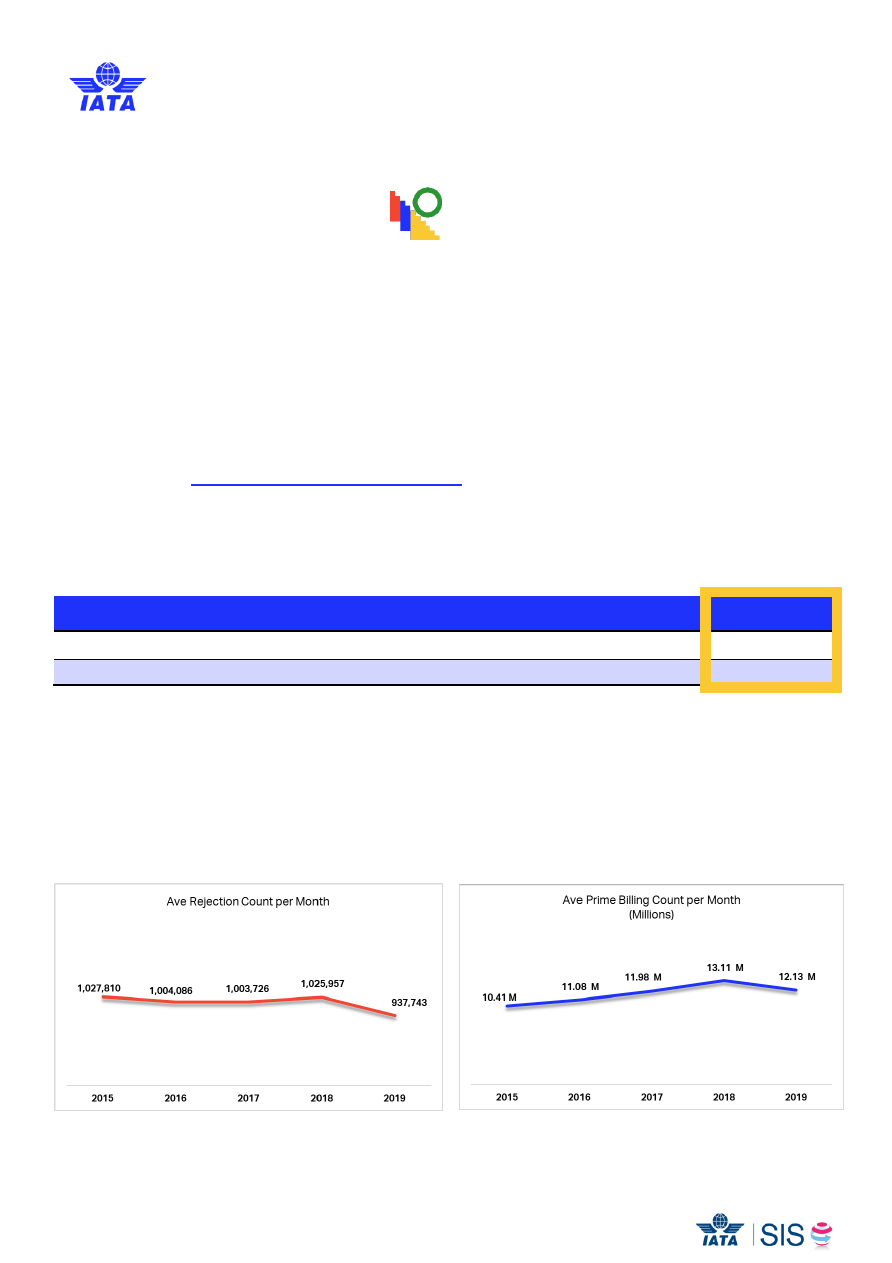 IATA
Ave Rejection Count per Month
1,027,810
1,004,086
1,003,726
1,025,957
937,743
2015 2016 2017 2018 2019
Ave Prime Billing Count per Month
(Millions)
10.41 M
11.08 M
11.98 M
13.11 M
12.13 M
2015 2016 2017 2018 2019
IATA SIS